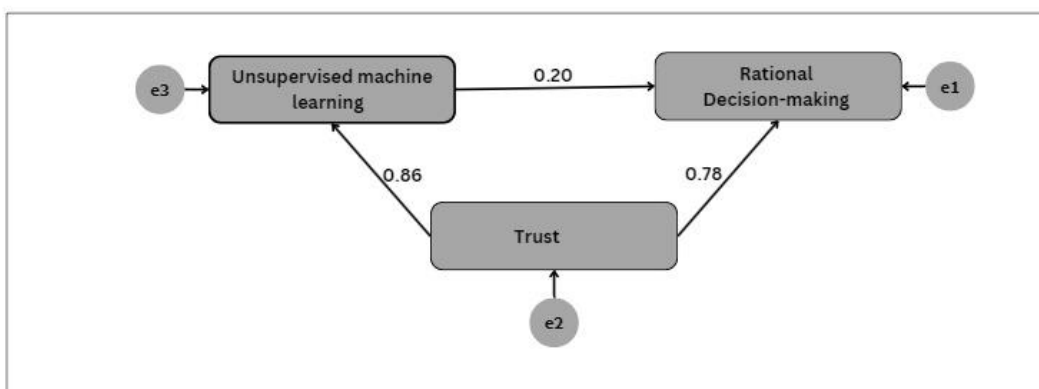 Unsupervised machine
learning
Rational
Decision-making
e3
0.20
e1
0.86
0.78
Trust
e2